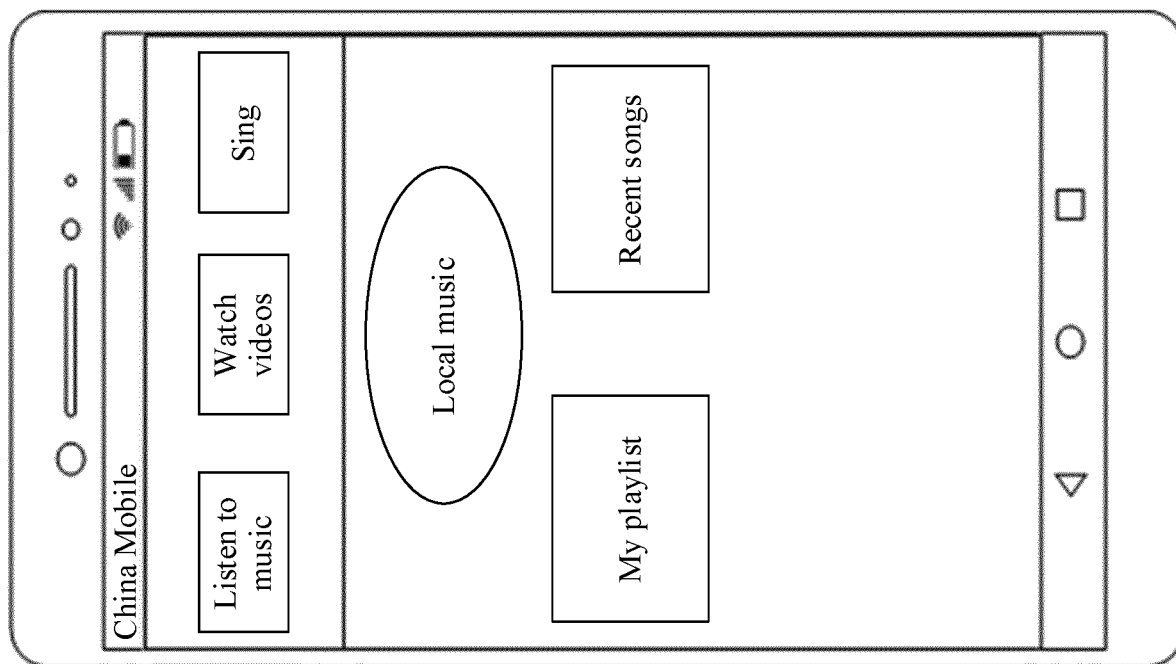 China Mobile
Listen to
music
Watch
videos
Sing
Local music
My playlist
Recent songs